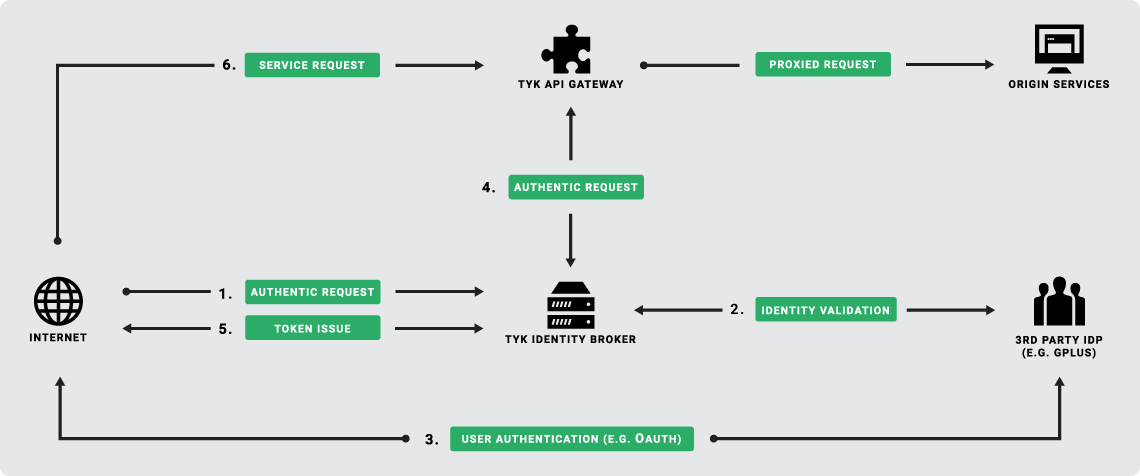 6. SERVICE REQUEST
PROXIED REQUEST
TYK API GATEWAY
ORIGIN SERVICES
4. AUTHENTIC REQUEST
1. AUTHENTIC REQUEST
5. TOKEN ISSUE
2. IDENTITY VALIDATION
INTERNET
TYK IDENTITY BROKER
3RD PARTY IDP
(E.G. GPLUS)
3. USER AUTHENTICATION (E.G. OAUTH)